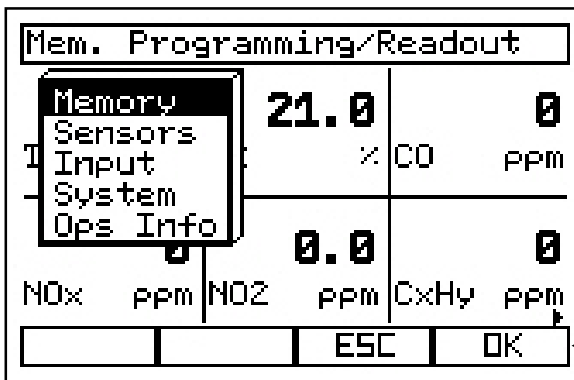 Mem. Programming/Readout
Memory
Sensors
Input
System
Ops Info
21.0 0
% CO ppm
0 0.0 0
NOx ppm NO2 ppm CxHy ppm
ESC OK